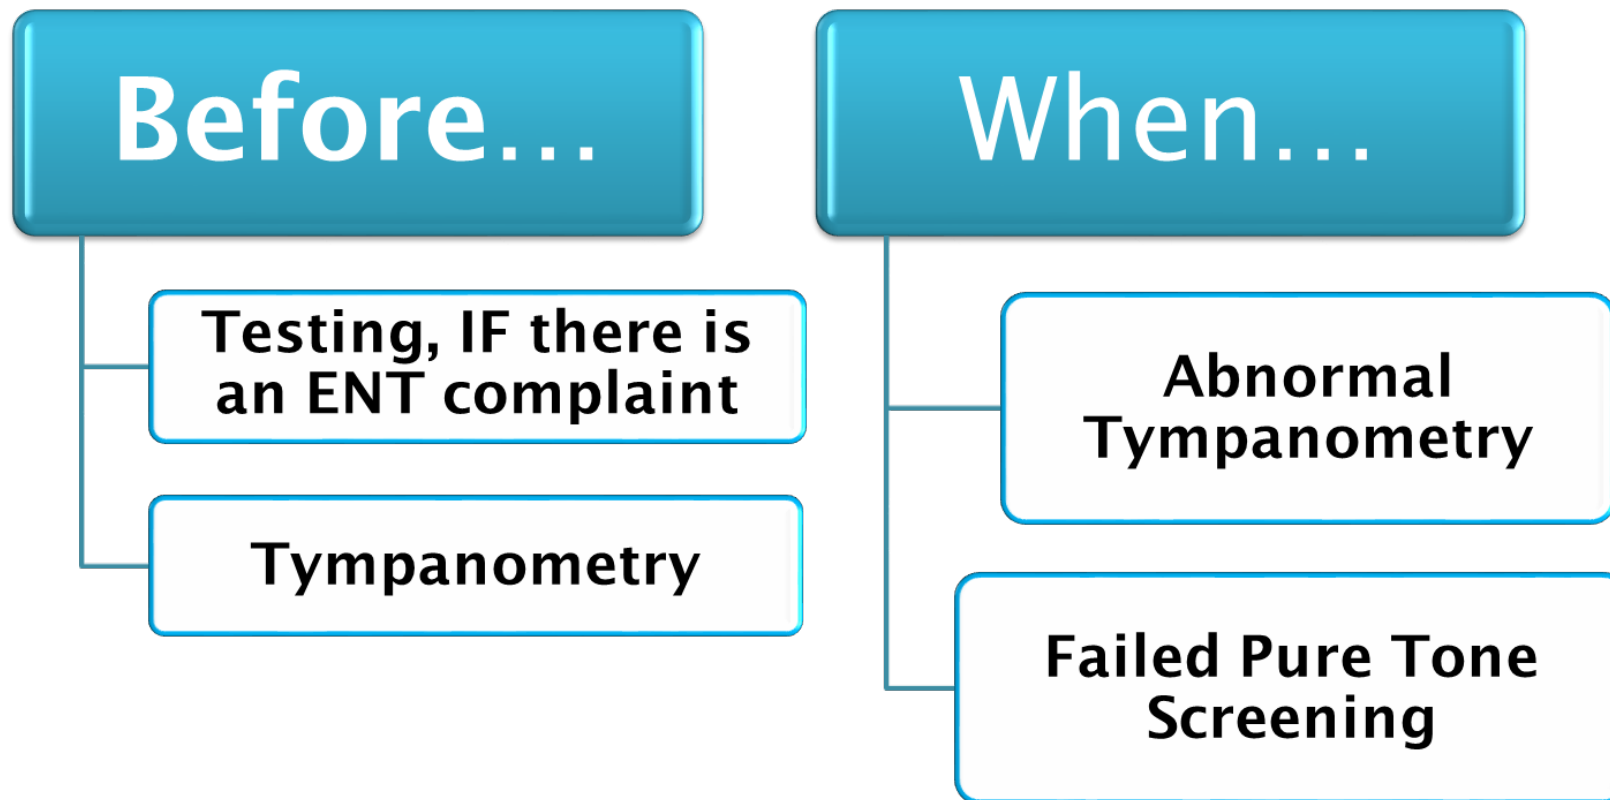 Before...
Testing, IF there is
an ENT complaint
Tympanometry
When...
Abnormal
Tympanometry
Failed Pure Tone
Screening